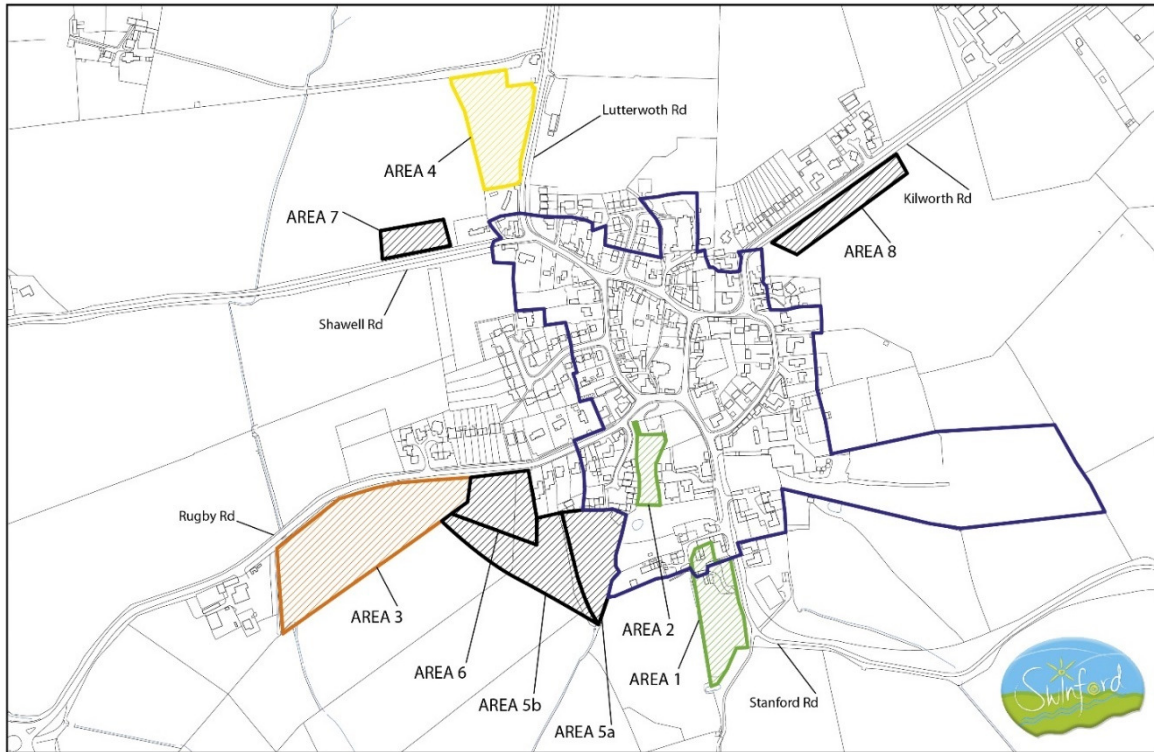 Lutterwoth Rd
AREA 4
AREA 7
Kilworth Rd
AREA 8
Shawell Rd
Rugby Rd
AREA 3
AREA 2
AREA 6
AREA 1
AREA 5b
Stanford Rd
AREA 5a
Swinford